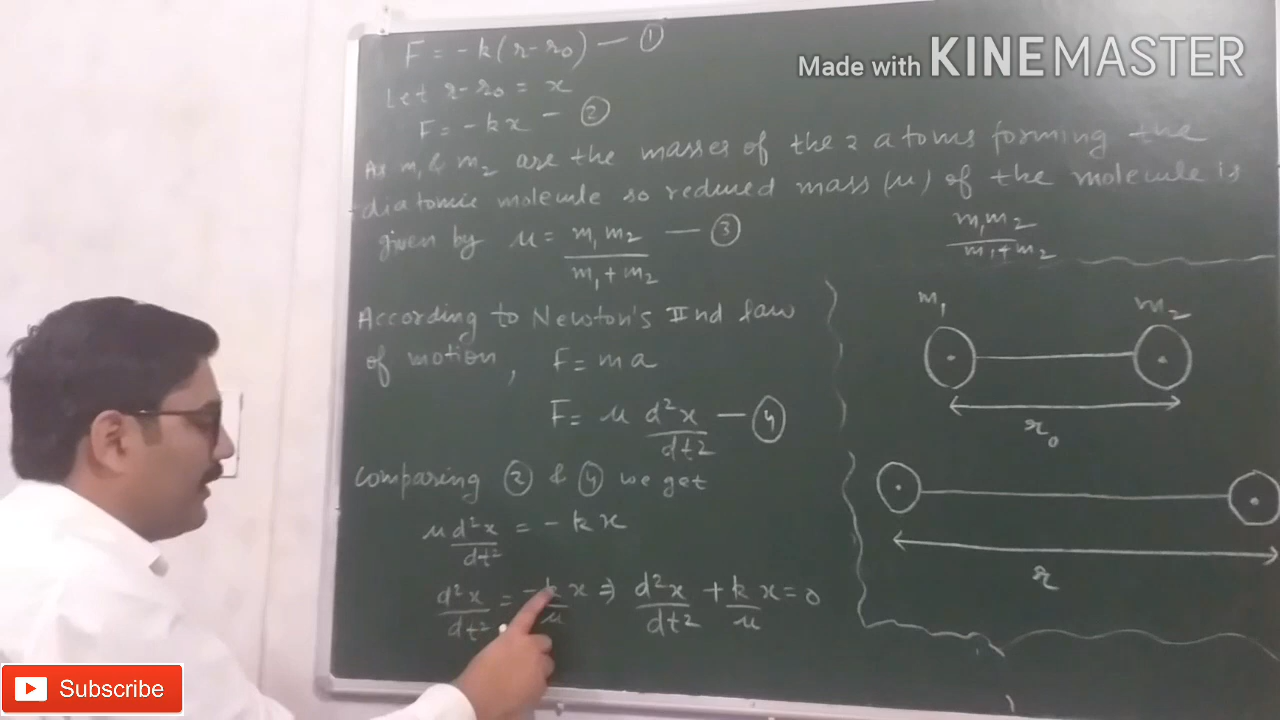 Made with KINEMASTER
F = -k(r-r₀) — ①
Let r-r₀ = x
F = -kx - ②
As m₁ & m₂ are the masses of the 2 atoms forming the
diatomic molecule so reduced mass (μ) of the molecule is
given by μ = m₁m₂/m₁+m₂ — ③
m₁m₂/m₁+m₂
According to Newton's IInd law
of motion, F = ma
F = μ d²x/dt² — ④
Comparing ② & ④ we get
μd²x/dt² = -kx
d²x/dt² = -k/μ x ⇒ d²x/dt² + k/μ x = 0
m₁ m₂
r₀
r
Subscribe